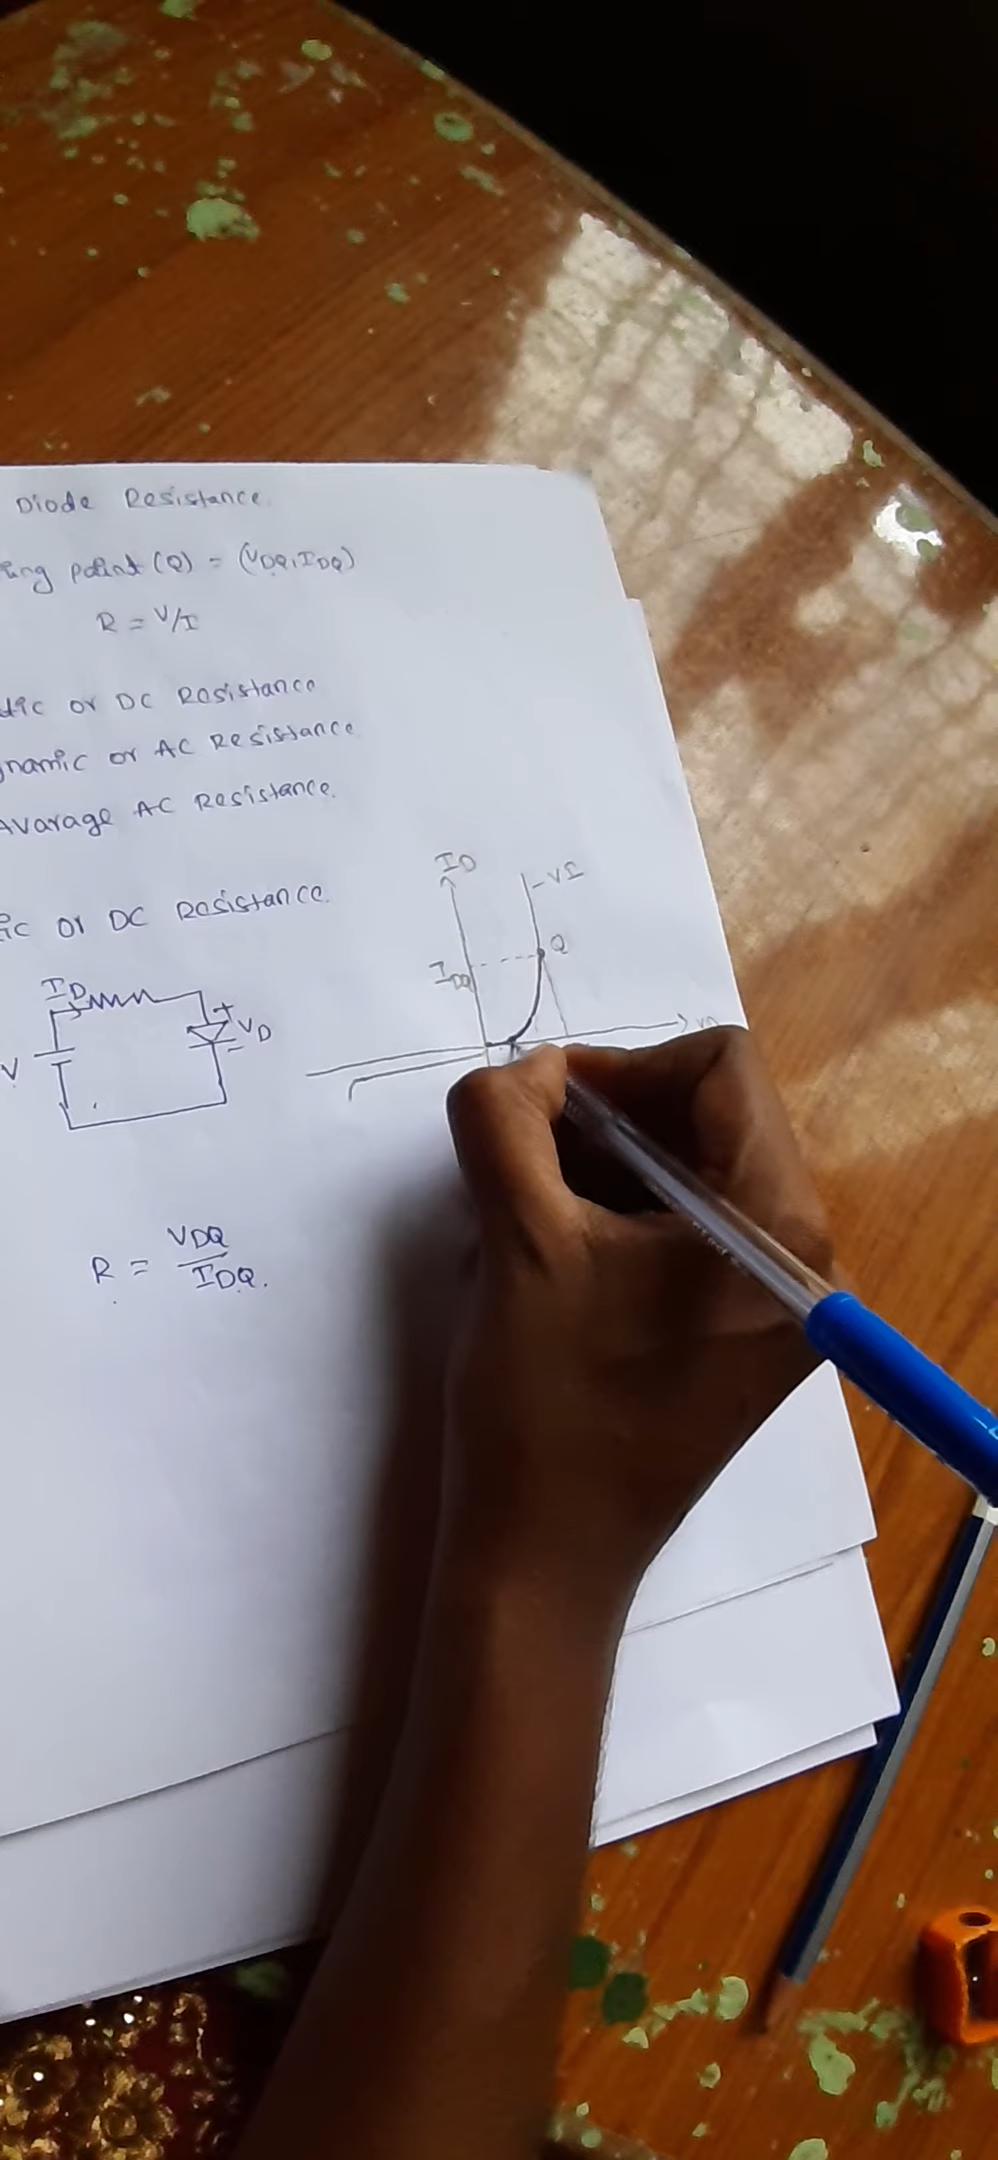 Diode Resistance.
ing point (Q) = (VDQ, IDQ)
R = V/I
tic or DC Resistance
namic or AC Resistance
Avarage AC Resistance.
ic or DC Resistance.
ID
-VI
Q
IDQ
ID
+
VD
-
V
VD
R = VDQ
IDQ.